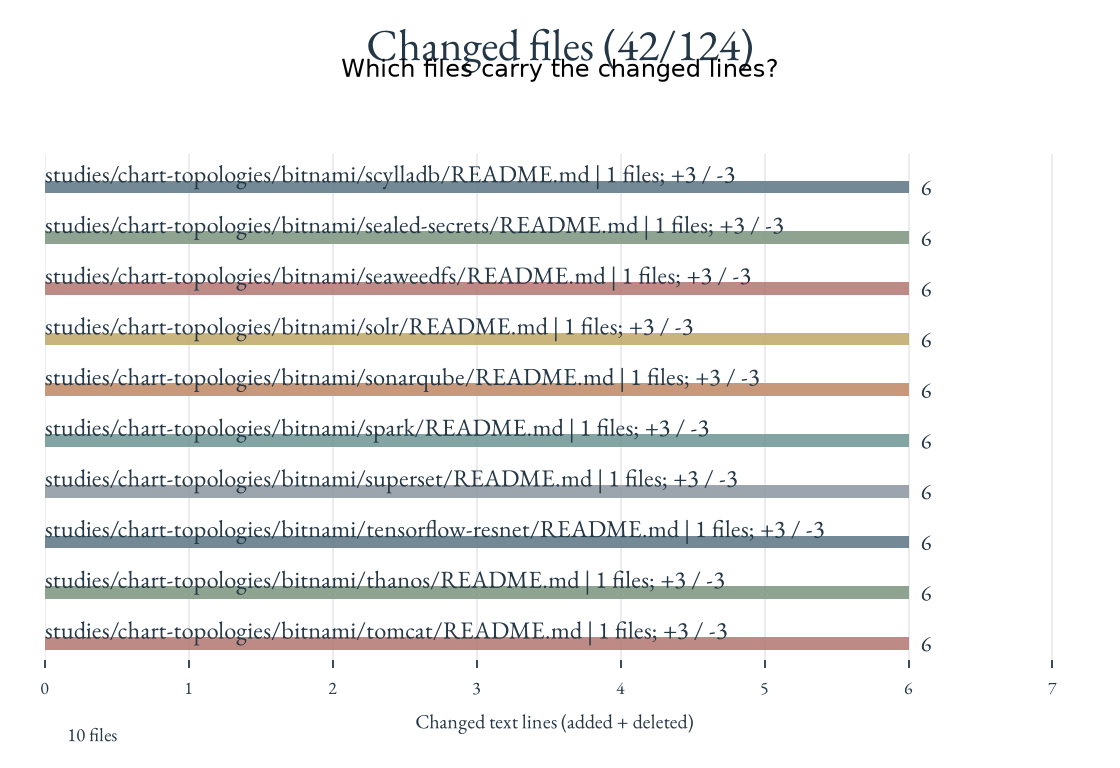 Changed files (42/124)
Which files carry the changed lines?
studies/chart-topologies/bitnami/scylladb/README.md | 1 files; +3 / -3
6
studies/chart-topologies/bitnami/sealed-secrets/README.md | 1 files; +3 / -3
6
studies/chart-topologies/bitnami/seaweedfs/README.md | 1 files; +3 / -3
6
studies/chart-topologies/bitnami/solr/README.md | 1 files; +3 / -3
6
studies/chart-topologies/bitnami/sonarqube/README.md | 1 files; +3 / -3
6
studies/chart-topologies/bitnami/spark/README.md | 1 files; +3 / -3
6
studies/chart-topologies/bitnami/superset/README.md | 1 files; +3 / -3
6
studies/chart-topologies/bitnami/tensorflow-resnet/README.md | 1 files; +3 / -3
6
studies/chart-topologies/bitnami/thanos/README.md | 1 files; +3 / -3
6
studies/chart-topologies/bitnami/tomcat/README.md | 1 files; +3 / -3
6
0 1 2 3 4 5 6 7
Changed text lines (added + deleted)
10 files